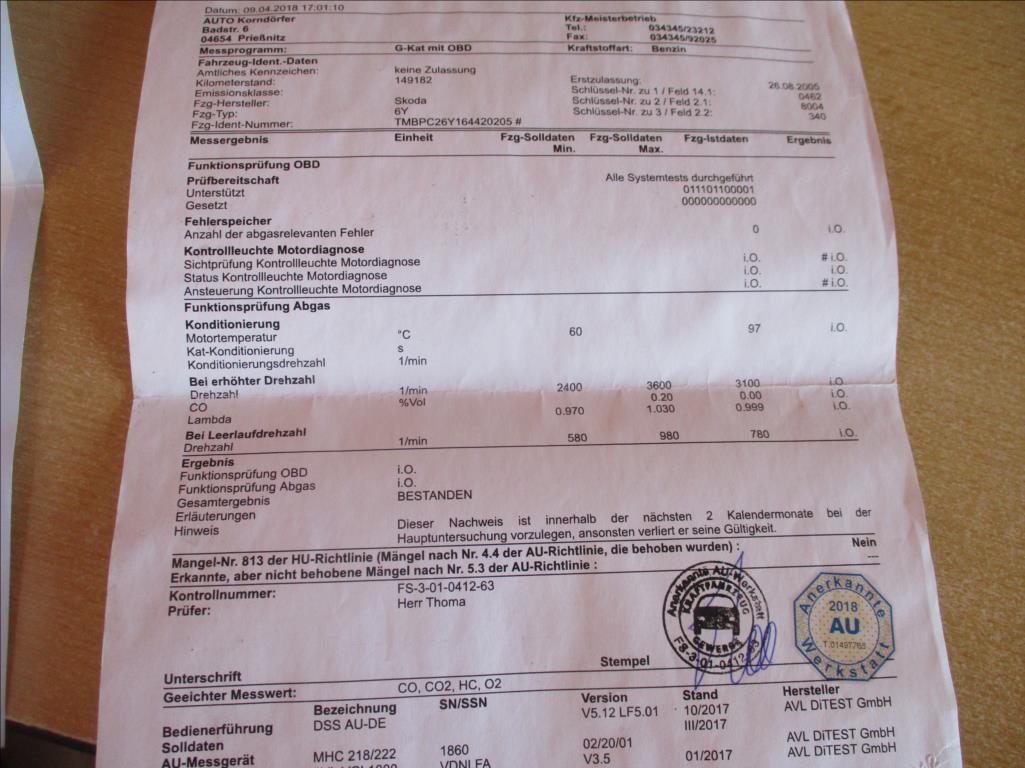 Datum: 09.04.2018 17:01:10
AUTO Korndörfer Kfz-Meisterbetrieb
Badstr. 6 Tel.: 034345/23212
04654 Prießnitz Fax: 034345/92025
Messprogramm: G-Kat mit OBD Kraftstoffart: Benzin
Fahrzeug-Ident.-Daten
Amtliches Kennzeichen: keine Zulassung Erstzulassung: 26.08.2005
Kilometerstand: 149182 Schlüssel-Nr. zu 1 / Feld 14.1: 0462
Emissionsklasse: Schlüssel-Nr. zu 2 / Feld 2.1: 8004
Fzg-Hersteller: Skoda Schlüssel-Nr. zu 3 / Feld 2.2: 340
Fzg-Typ: 6Y
Fzg-Ident-Nummer: TMBPC26Y164420205 #
Messergebnis Einheit Fzg-Solldaten Fzg-Solldaten Fzg-Istdaten Ergebnis
Min. Max.
Funktionsprüfung OBD
Prüfbereitschaft Alle Systemtests durchgeführt
Unterstützt 011101100001
Gesetzt 000000000000
Fehlerspeicher
Anzahl der abgasrelevanten Fehler 0 i.O.
Kontrollleuchte Motordiagnose
Sichtprüfung Kontrollleuchte Motordiagnose i.O. # i.O.
Status Kontrollleuchte Motordiagnose i.O. i.O.
Ansteuerung Kontrollleuchte Motordiagnose i.O. # i.O.
Funktionsprüfung Abgas
Konditionierung
Motortemperatur °C 60 97 i.O.
Kat-Konditionierung s
Konditionierungsdrehzahl 1/min
Bei erhöhter Drehzahl
Drehzahl 1/min 2400 3600 3100 i.O.
CO %Vol 0.20 0.00 i.O.
Lambda 0.970 1.030 0.999 i.O.
Bei Leerlaufdrehzahl
Drehzahl 1/min 580 980 780 i.O.
Ergebnis
Funktionsprüfung OBD i.O.
Funktionsprüfung Abgas i.O.
Gesamtergebnis BESTANDEN
Erläuterungen
Hinweis Dieser Nachweis ist innerhalb der nächsten 2 Kalendermonate bei der
Hauptuntersuchung vorzulegen, ansonsten verliert er seine Gültigkeit.
Mangel-Nr. 813 der HU-Richtlinie (Mängel nach Nr. 4.4 der AU-Richtlinie, die behoben wurden) : Nein
Erkannte, aber nicht behobene Mängel nach Nr. 5.3 der AU-Richtlinie : ---
Kontrollnummer: FS-3-01-0412-63
Prüfer: Herr Thoma
Anerkannte AU-Werkstatt
KRAFTFAHRZEUG
GEWERBE
FS-3-01-0412-63
Anerkannte
2018
AU
T.01497765
Werkstatt
Unterschrift Stempel
Geeichter Messwert: CO, CO2, HC, O2
Bezeichnung SN/SSN Version Stand Hersteller
Bedienerführung DSS AU-DE V5.12 LF5.01 10/2017 AVL DiTEST GmbH
Solldaten III/2017
AU-Messgerät MHC 218/222 1860 02/20/01 AVL DiTEST GmbH
V3.5 01/2017 AVL DiTEST GmbH